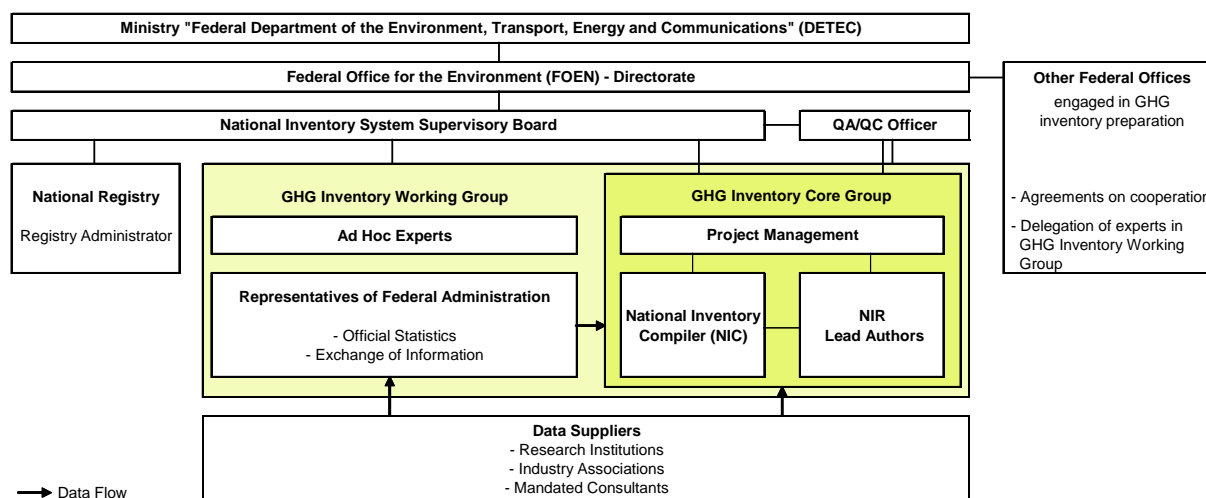 Ministry "Federal Department of the Environment, Transport, Energy and Communications" (DETEC)
Federal Office for the Environment (FOEN) - Directorate
Other Federal Offices
engaged in GHG
inventory preparation
- Agreements on cooperation
- Delegation of experts in
GHG Inventory Working
Group
National Inventory System Supervisory Board
QA/QC Officer
National Registry
Registry Administrator
GHG Inventory Working Group
Ad Hoc Experts
Representatives of Federal Administration
- Official Statistics
- Exchange of Information
GHG Inventory Core Group
Project Management
National Inventory
Compiler (NIC)
NIR
Lead Authors
Data Suppliers
- Research Institutions
- Industry Associations
- Mandated Consultants
Data Flow